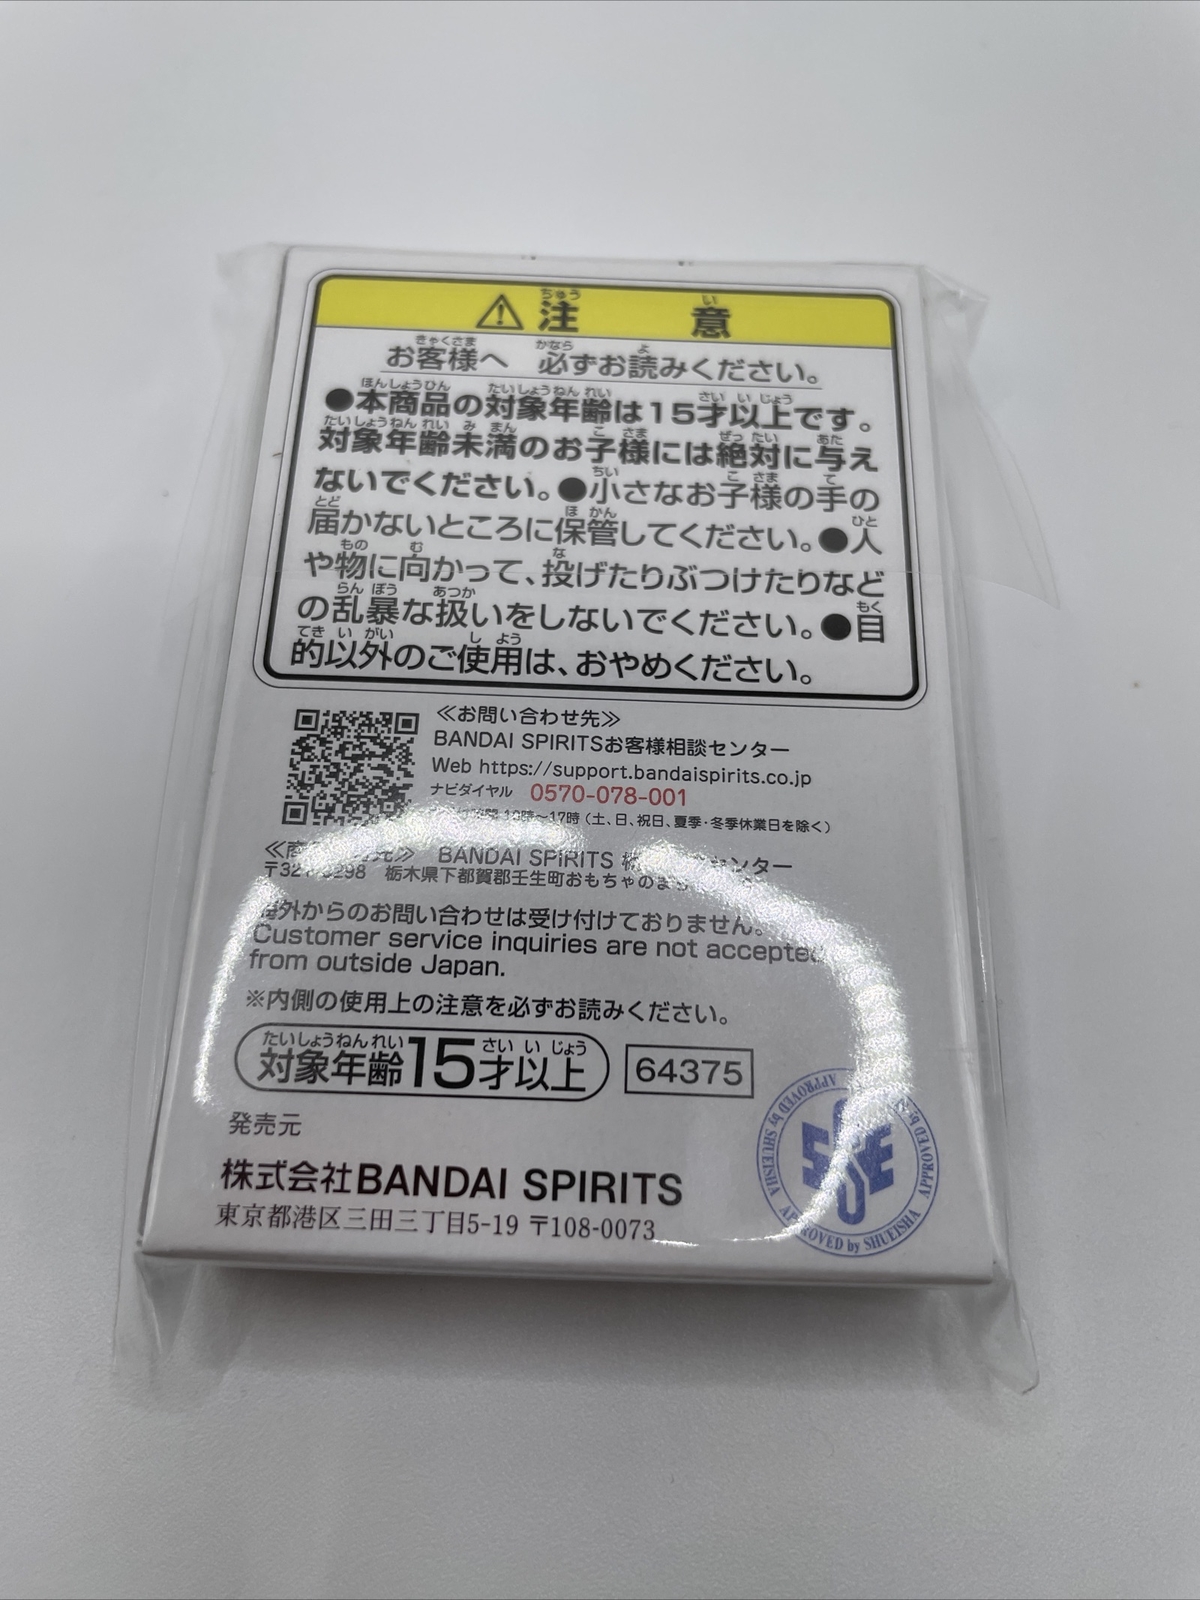 注意
お客様へ 必ずお読みください。
●本商品の対象年齢は15才以上です。
対象年齢未満のお子様には絶対に与え
ないでください。●小さなお子様の手の
届かないところに保管してください。●人
や物に向かって、投げたりぶつけたりなど
の乱暴な扱いをしないでください。●目
的以外のご使用は、おやめください。
≪お問い合わせ先≫
BANDAI SPIRITSお客様相談センター
Web https://support.bandaispirits.co.jp
ナビダイヤル 0570-078-001
10時〜17時（土、日、祝日、夏季・冬季休業日を除く）
BANDAI SPIRITS センター
栃木県下都賀郡壬生町おもちゃのま
海外からのお問い合わせは受け付けておりません。
Customer service inquiries are not accepted
from outside Japan.
※内側の使用上の注意を必ずお読みください。
対象年齢15才以上 64375
発売元
株式会社BANDAI SPIRITS
東京都港区三田三丁目5-19 〒108-0073
APPROVED by SHUEISHA